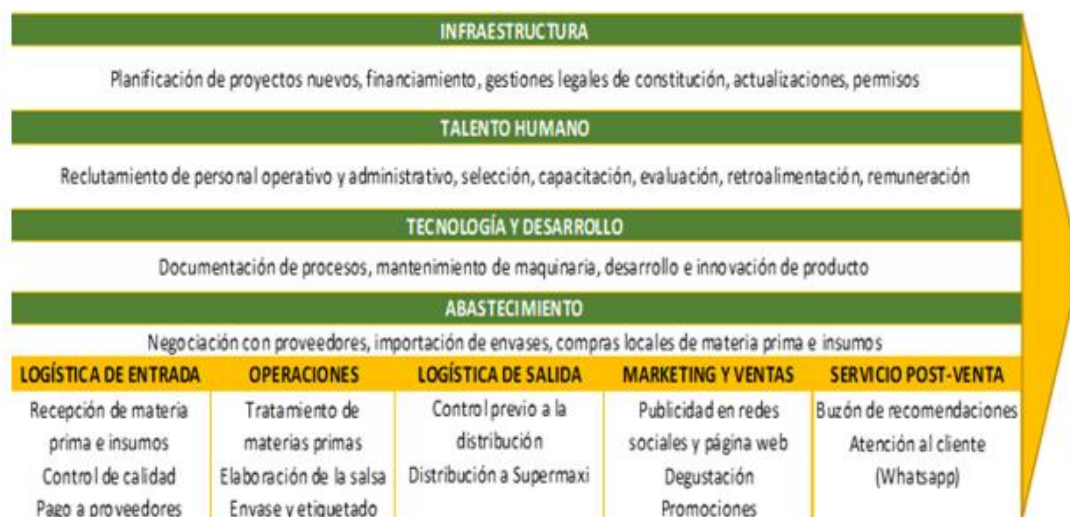 INFRAESTRUCTURA
Planificación de proyectos nuevos, financiamiento, gestiones legales de constitución, actualizaciones, permisos
TALENTO HUMANO
Reclutamiento de personal operativo y administrativo, selección, capacitación, evaluación, retroalimentación, remuneración
TECNOLOGÍA Y DESARROLLO
Documentación de procesos, mantenimiento de maquinaria, desarrollo e innovación de producto
ABASTECIMIENTO
Negociación con proveedores, importación de envases, compras locales de materia prima e insumos
LOGÍSTICA DE ENTRADA
Recepción de materia
prima e insumos
Control de calidad
Pago a proveedores
OPERACIONES
Tratamiento de
materias primas
Elaboración de la salsa
Envase y etiquetado
LOGÍSTICA DE SALIDA
Control previo a la
distribución
Distribución a Supermaxi
MARKETING Y VENTAS
Publicidad en redes
sociales y página web
Degustación
Promociones
SERVICIO POST-VENTA
Buzón de recomendaciones
Atención al cliente
(Whatsapp)